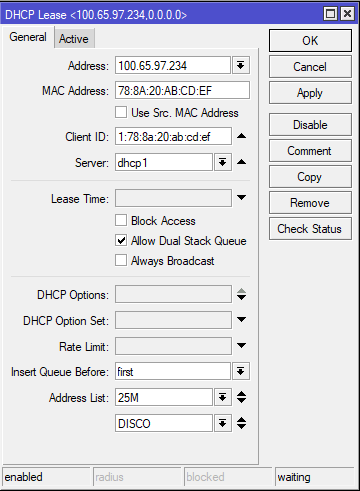 DHCP Lease <100.65.97.234,0.0.0.0>
General Active
Address: 100.65.97.234
MAC Address: 78:8A:20:AB:CD:EF
Use Src. MAC Address
Client ID: 1:78:8a:20:ab:cd:ef
Server: dhcp1
Lease Time:
Block Access
Allow Dual Stack Queue
Always Broadcast
DHCP Options:
DHCP Option Set:
Rate Limit:
Insert Queue Before: first
Address List: 25M
DISCO
OK
Cancel
Apply
Disable
Comment
Copy
Remove
Check Status
enabled radius blocked waiting